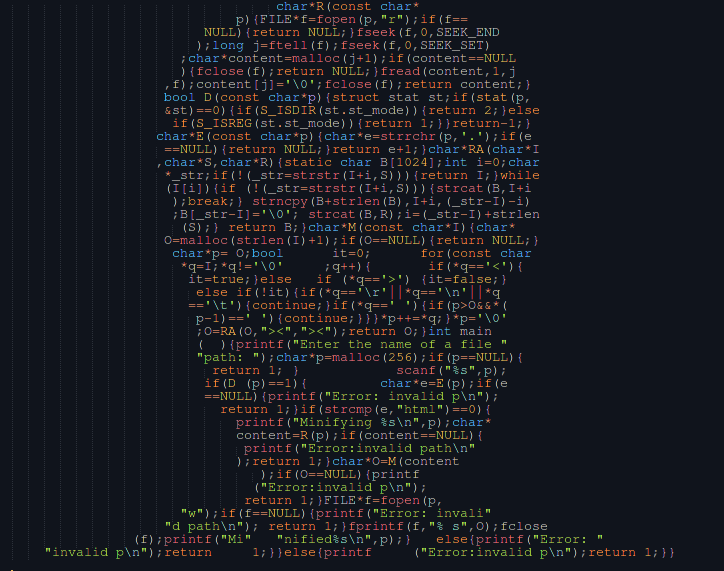 char*R(const char*
p){FILE*f=fopen(p,"r");if(f==
NULL){return NULL;}fseek(f,0,SEEK_END
);long j=ftell(f);fseek(f,0,SEEK_SET)
;char*content=malloc(j+1);if(content==NULL
){fclose(f);return NULL;}fread(content,1,j
,f);content[j]='\0';fclose(f);return content;}
bool D(const char*p){struct stat st;if(stat(p,
&st)==0){if(S_ISDIR(st.st_mode)){return 2;}else
if(S_ISREG(st.st_mode)){return 1;}}return-1;}
char*E(const char*p){char*e=strrchr(p,'.');if(e
==NULL){return NULL;}return e+1;}char*RA(char*I
,char*S,char*R){static char B[1024];int i=0;char
*_str;if(!(_str=strstr(I+i,S))){return I;}while
(I[i]){if (!(_str=strstr(I+i,S))){strcat(B,I+i
);break;} strncpy(B+strlen(B),I+i,(_str-I)-i)
;B[_str-I]='\0'; strcat(B,R);i=(_str-I)+strlen
(S);} return B;}char*M(const char*I){char*
O=malloc(strlen(I)+1);if(O==NULL){return NULL;}
char*p= O;bool it=0; for(const char
*q=I;*q!='\0' ;q++){ if(*q=='<'){
it=true;}else if (*q=='>') {it=false;}
else if(!it){if(*q=='\r'||*q=='\n'||*q
=='\t'){continue;}if(*q==' '){if(p>O&&*(
p-1)==' '){continue;}}}*p++=*q;}*p='\0'
;O=RA(O,"><","><");return O;}int main
( ){printf("Enter the name of a file "
"path: ");char*p=malloc(256);if(p==NULL){
return 1; } scanf("%s",p);
if(D (p)==1){ char*e=E(p);if(e
==NULL){printf("Error: invalid p\n");
return 1;}if(strcmp(e,"html")==0){
printf("Minifying %s\n",p);char*
content=R(p);if(content==NULL){
printf("Error:invalid path\n"
);return 1;}char*O=M(content
);if(O==NULL){printf
("Error:invalid p\n");
return 1;}FILE*f=fopen(p,
"w");if(f==NULL){printf("Error: invali"
"d path\n"); return 1;}fprintf(f,"% s",O);fclose
(f);printf("Mi" "nified%s\n",p);} else{printf("Error: "
"invalid p\n");return 1;}}else{printf ("Error:invalid p\n");return 1;}}